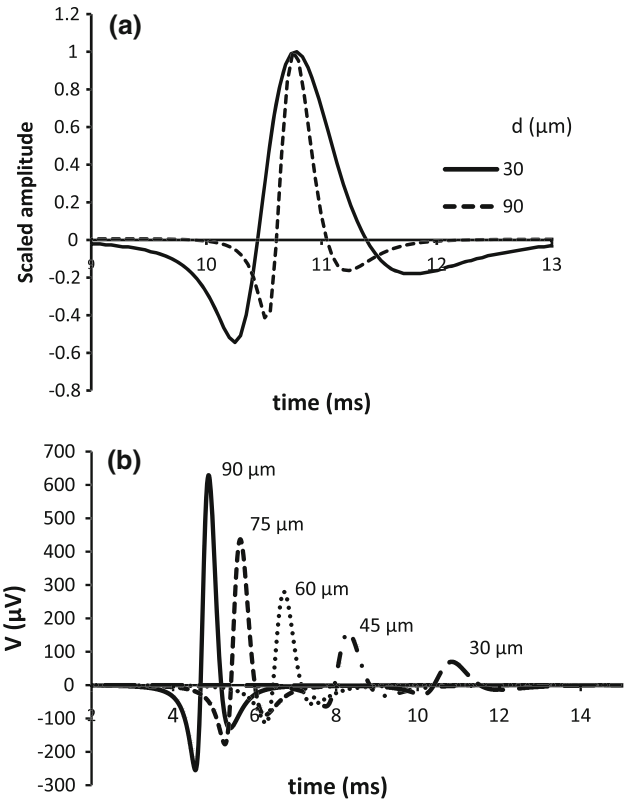 (a)
1.2
1
0.8
0.6
0.4
0.2
0
-0.2
-0.4
-0.6
-0.8
Scaled amplitude
d (µm)
30
90
9 10 11 12 13
time (ms)
(b)
700
600
500
400
300
200
100
0
-100
-200
-300
V (µV)
90 µm
75 µm
60 µm
45 µm
30 µm
2 4 6 8 10 12 14
time (ms)